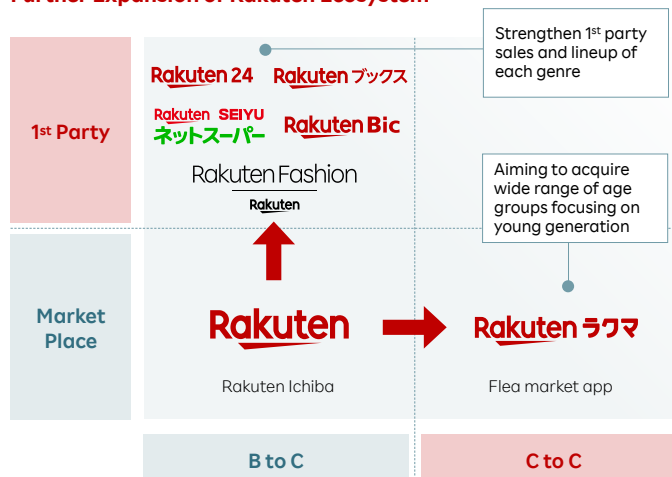 Further Expansion of Rakuten Ecosystem
Strengthen 1st party
sales and lineup of
each genre
1st Party
Rakuten 24
Rakuten ブックス
Rakuten SEIYU
ネットスーパー
Rakuten Bic
Rakuten Fashion
Rakuten
Aiming to acquire
wide range of age
groups focusing on
young generation
Market
Place
Rakuten
Rakuten ラクマ
Rakuten Ichiba
Flea market app
B to C
C to C